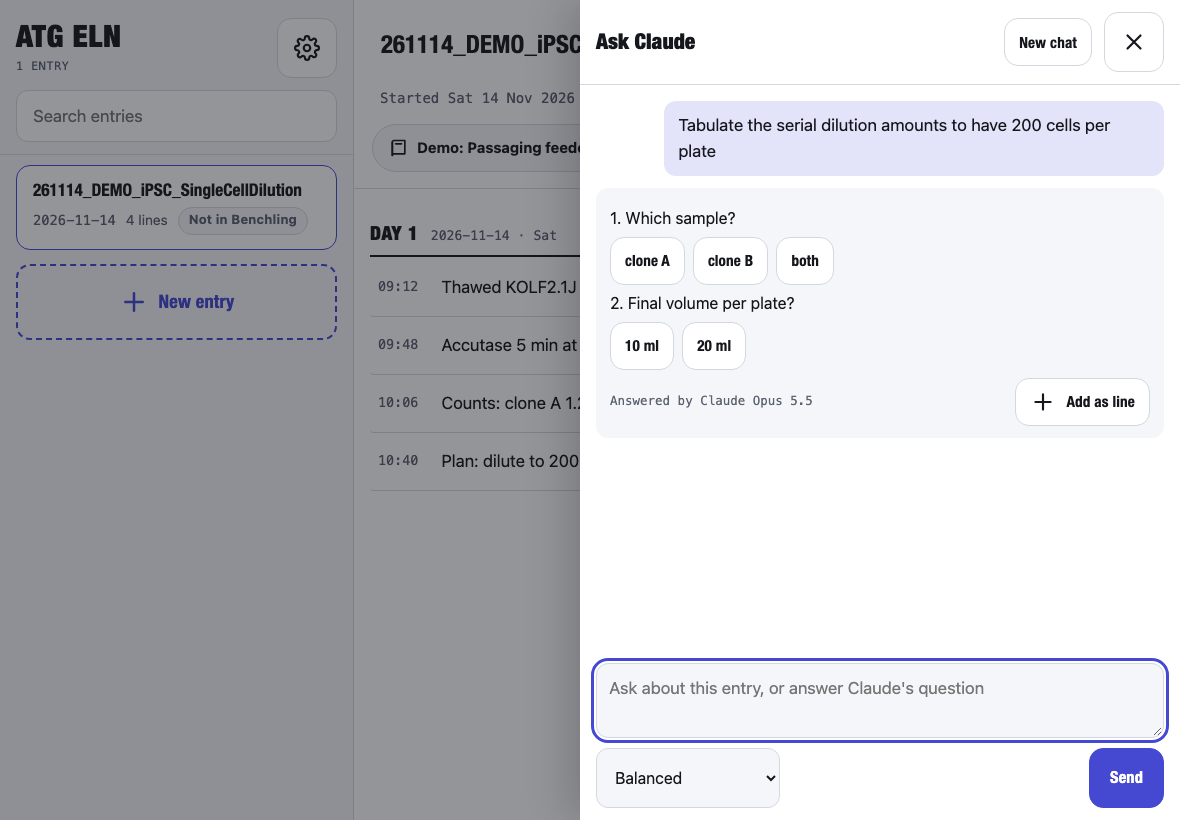 ATG ELN
1 ENTRY
Search entries
261114_DEMO_iPSC_SingleCellDilution
2026-11-14 4 lines Not in Benchling
New entry
261114_DEMO_iPSC
Started Sat 14 Nov 2026
Demo: Passaging
DAY 1 2026-11-14 · Sat
09:12 Thawed KOLF2.1J
09:48 Accutase 5 min at
10:06 Counts: clone A
10:40 Plan: dilute to 200
Ask Claude
New chat
Tabulate the serial dilution amounts to have 200 cells per
plate
1. Which sample?
clone A clone B both
2. Final volume per plate?
10 ml 20 ml
Answered by Claude Opus 5.5
Add as line
Ask about this entry, or answer Claude's question
Balanced
Send